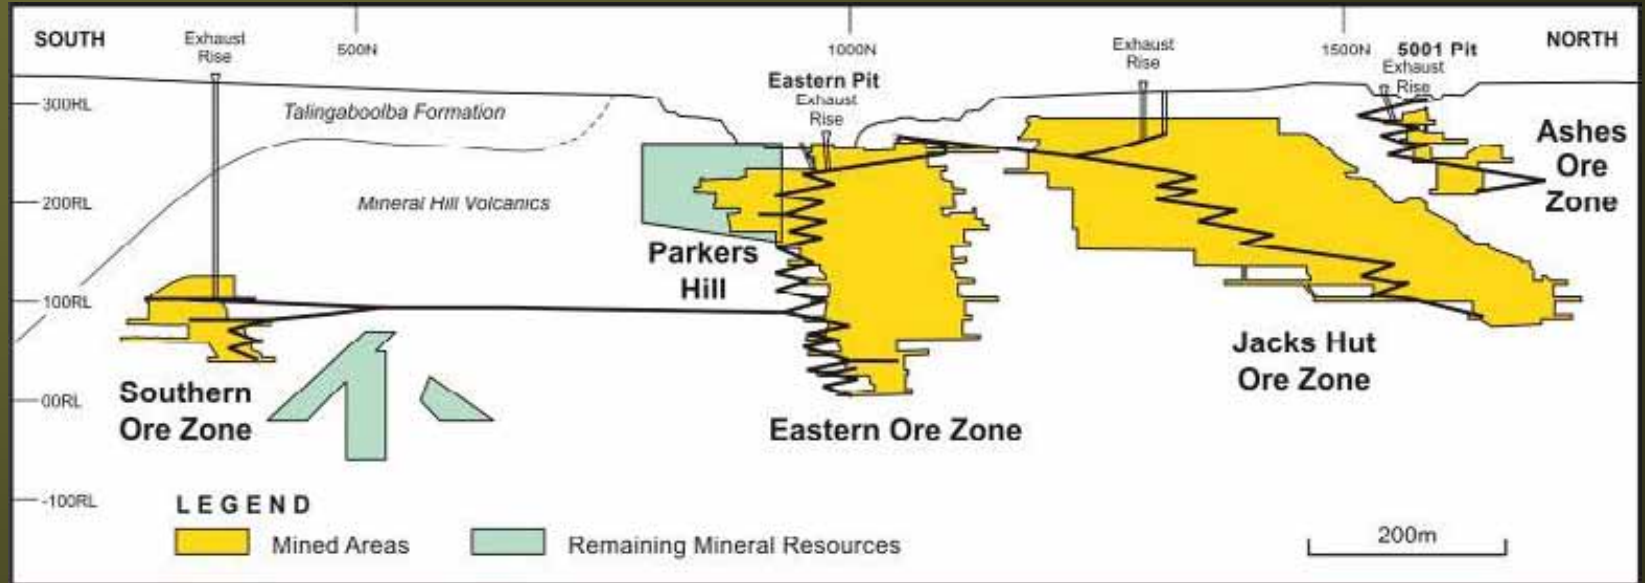 SOUTH
Exhaust
Rise
500N
1000N
Exhaust
Rise
1500N
5001 Pit
Exhaust
Rise
NORTH
Eastern Pit
Exhaust
Rise
300RL
Talingaboolba Formation
Ashes
Ore
Zone
200RL
Mineral Hill Volcanics
Parkers
Hill
100RL
Jacks Hut
Ore Zone
Southern
Ore Zone
00RL
Eastern Ore Zone
-100RL
LEGEND
Mined Areas
Remaining Mineral Resources
200m